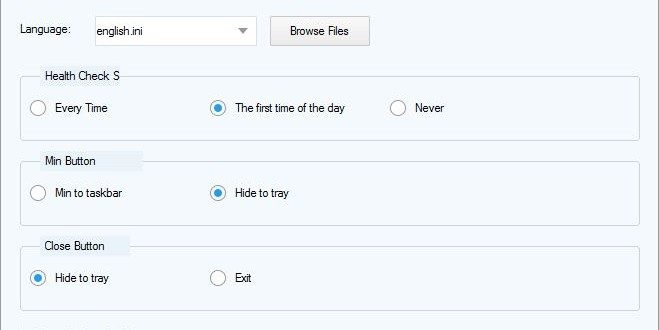 Language: english.ini Browse Files
Health Check S
Every Time The first time of the day Never
Min Button
Min to taskbar Hide to tray
Close Button
Hide to tray Exit